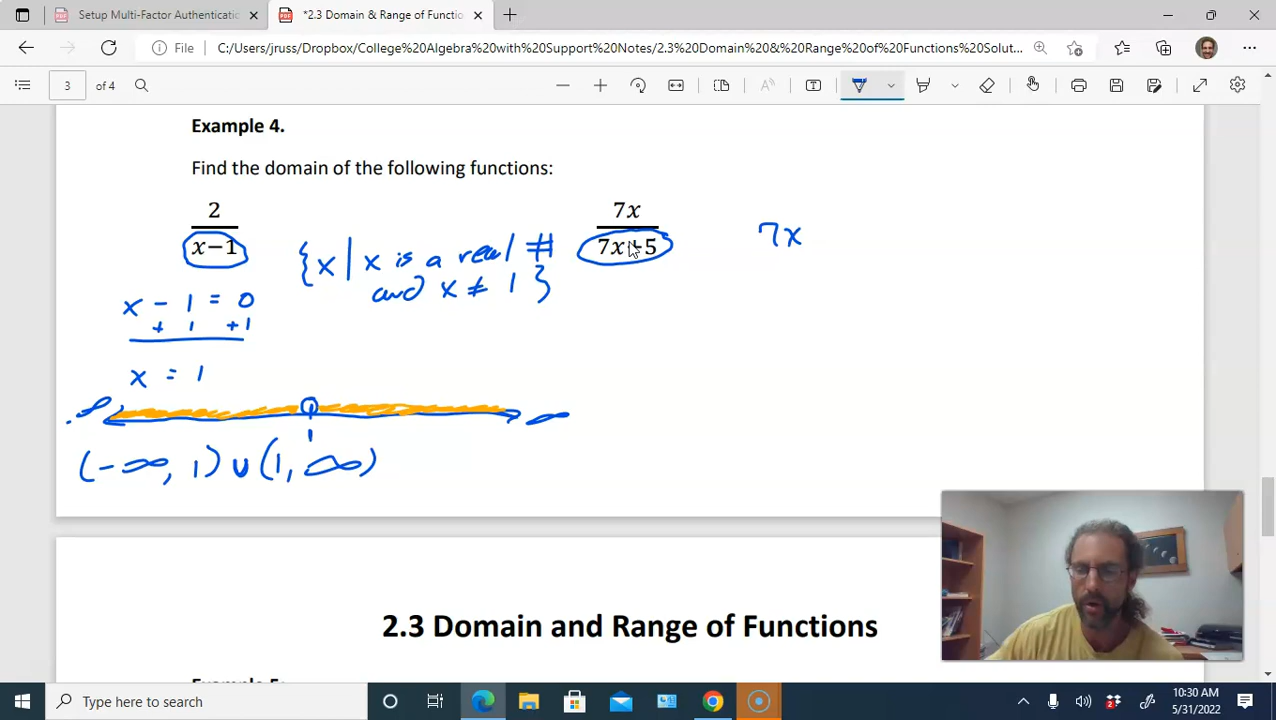 Setup Multi-Factor Authenticatio
*2.3 Domain & Range of Functio
File C:/Users/jruss/Dropbox/College%20Algebra%20with%20Support%20Notes/2.3%20Domain%20&%20Range%20of%20Functions%20Solut...
3 of 4
Example 4.
Find the domain of the following functions:
2
x−1
7x
7x+5
7x
{x | x is a real #
and x ≠ 1 }
x - 1 = 0
+ 1 +1
x = 1
-∞ ∞
1
(-∞, 1) ∪ (1, ∞)
2.3 Domain and Range of Functions
Type here to search
10:30 AM
5/31/2022